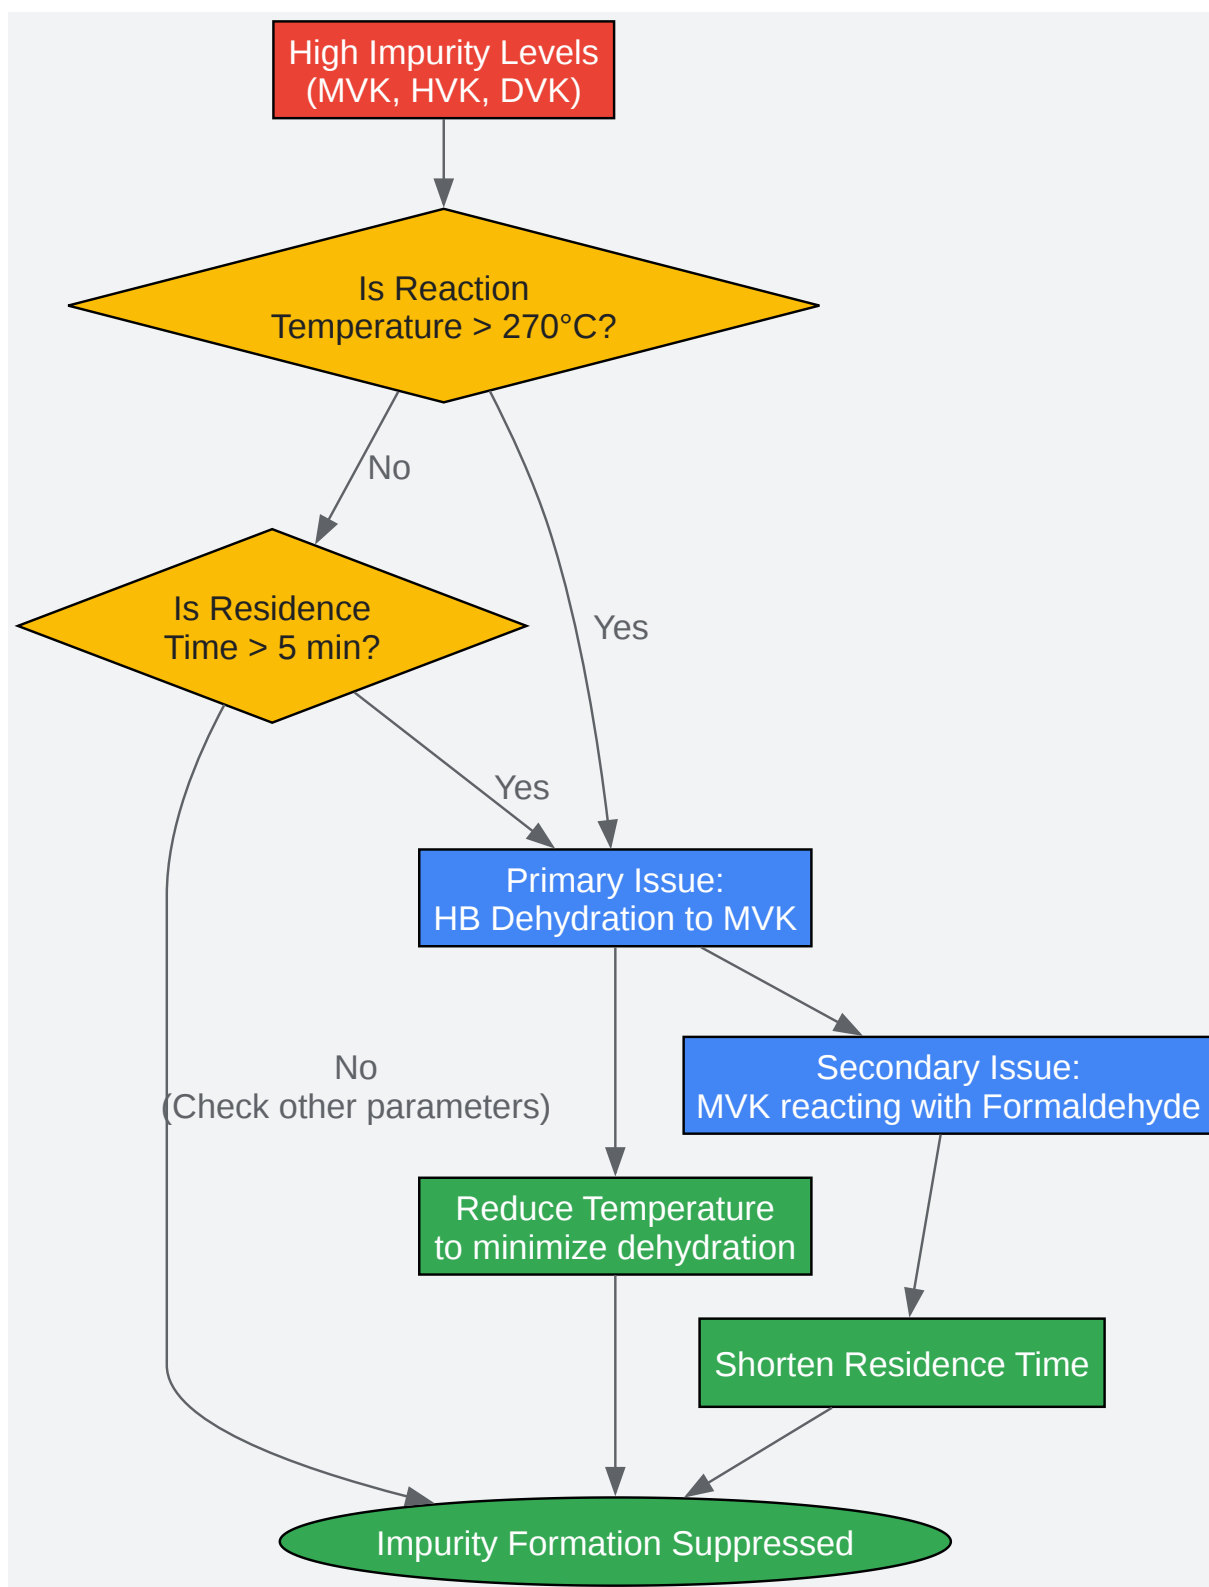 High Impurity Levels
(MVK, HVK, DVK)
Is Reaction
Temperature > 270°C?
No
Is Residence
Time > 5 min?
Yes
Yes
Primary Issue:
HB Dehydration to MVK
No
(Check other parameters)
Secondary Issue:
MVK reacting with Formaldehyde
Reduce Temperature
to minimize dehydration
Shorten Residence Time
Impurity Formation Suppressed